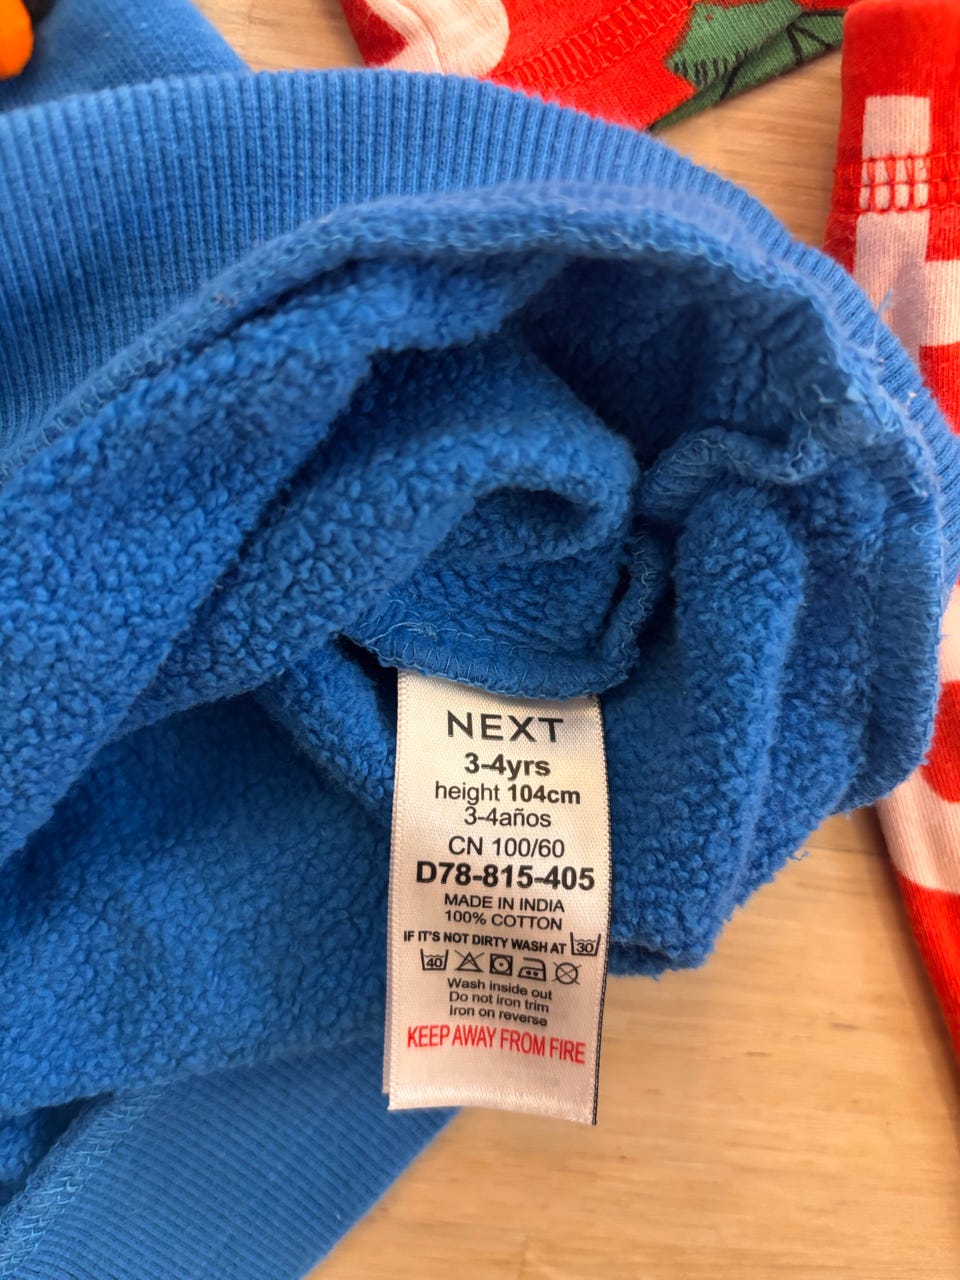 NEXT
3-4yrs
height 104cm
3-4años
CN 100/60
D78-815-405
MADE IN INDIA
100% COTTON
IF IT'S NOT DIRTY WASH AT 30
40
Wash inside out
Do not iron trim
Iron on reverse
KEEP AWAY FROM FIRE